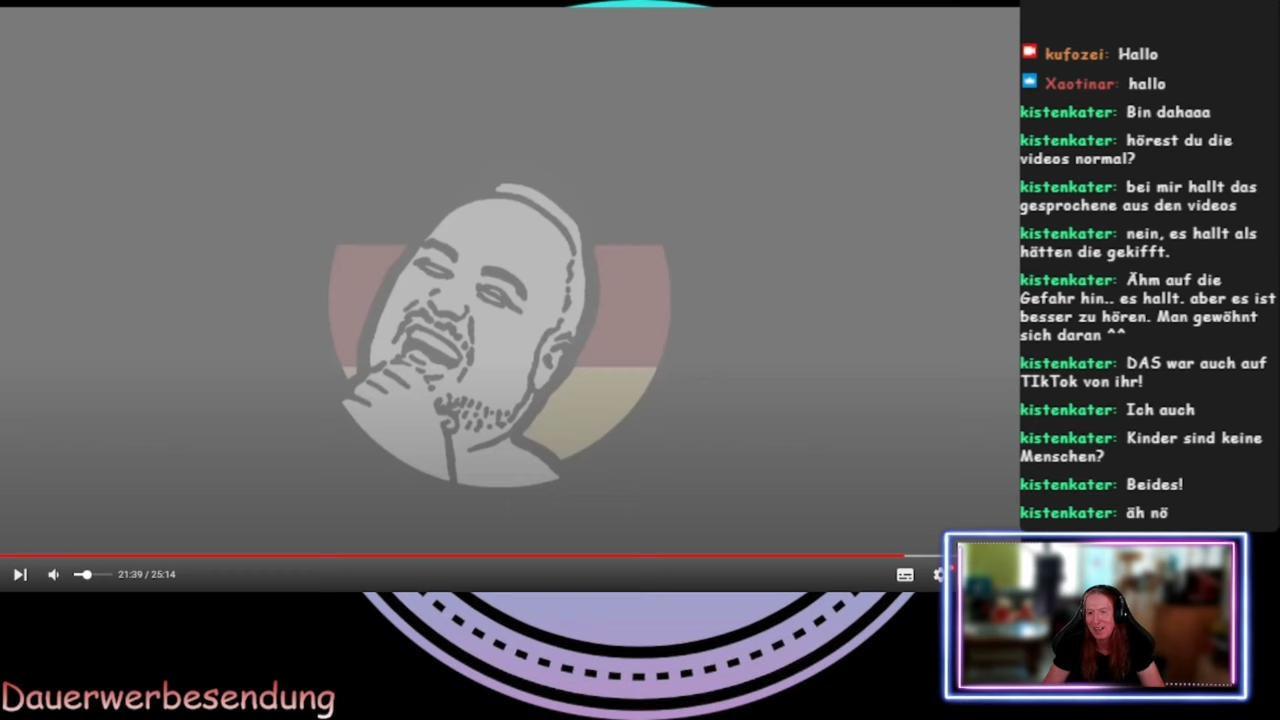 kufozei: Hallo
Xaotinar: hallo
kistenkater: Bin dahaaa
kistenkater: hörest du die
videos normal?
kistenkater: bei mir hallt das
gesprochene aus den videos
kistenkater: nein, es hallt als
hätten die gekifft.
kistenkater: Ähm auf die
Gefahr hin.. es hallt. aber es ist
besser zu hören. Man gewöhnt
sich daran ^^
kistenkater: DAS war auch auf
TIkTok von ihr!
kistenkater: Ich auch
kistenkater: Kinder sind keine
Menschen?
kistenkater: Beides!
kistenkater: äh nö
21:39 / 25:14
Dauerwerbesendung